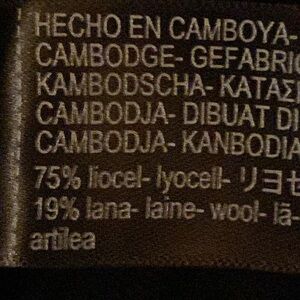 HECHO EN CAMBOYA-
CAMBODGE- GEFABRIC
KAMBODSCHA- ΚΑΤΑΣ
CAMBODJA- DIBUAT DI
CAMBODJA- KANBODIA
75% liocel- lyocell- リヨセ
19% lana- laine- wool- lã-
artilea